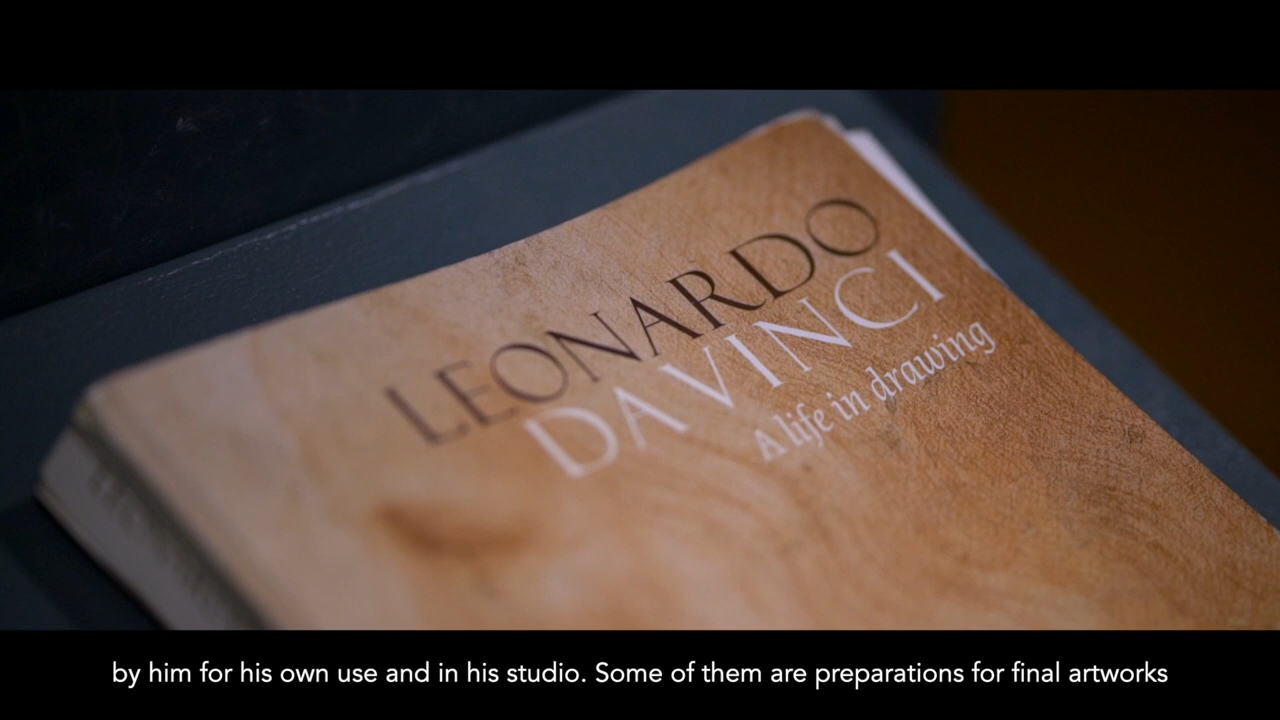 LEONARDO
DA VINCI
A life in drawing
by him for his own use and in his studio. Some of them are preparations for final artworks